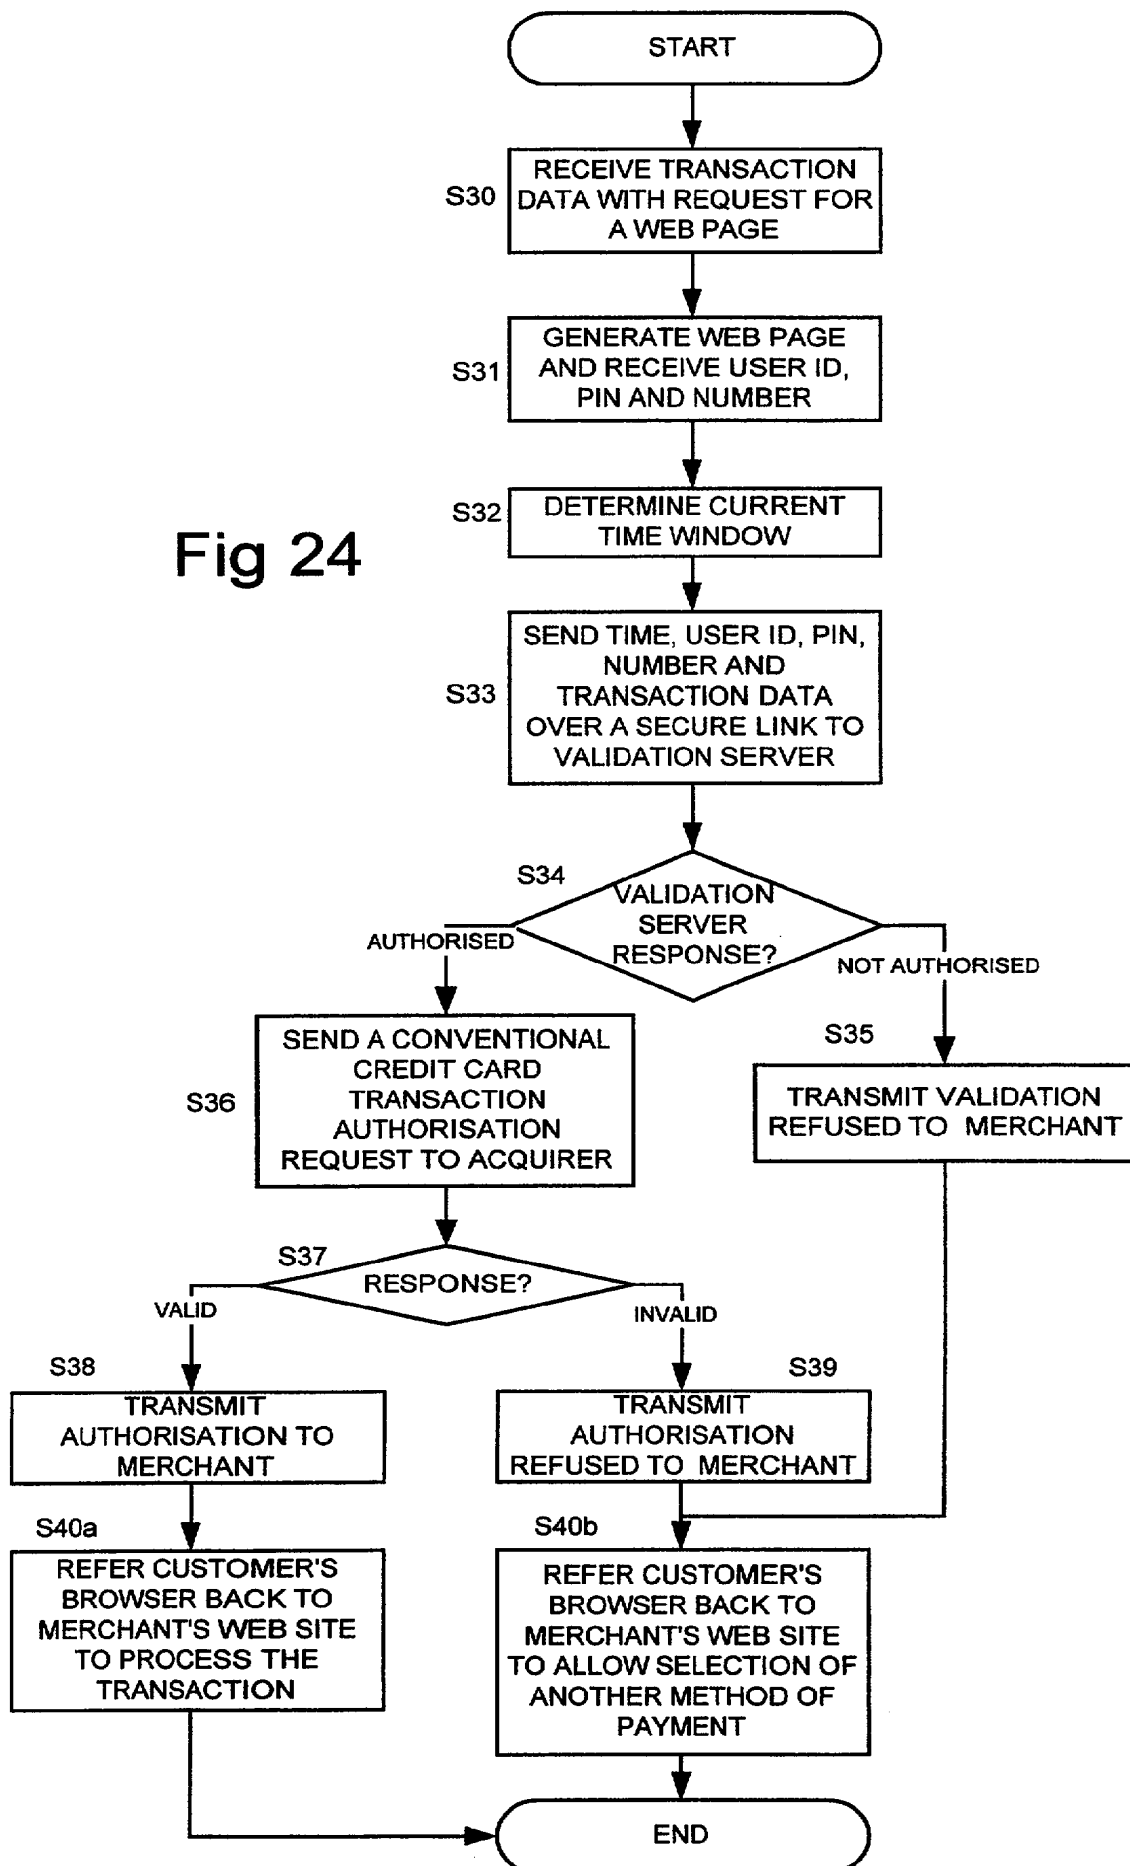 START
S30
RECEIVE TRANSACTION
DATA WITH REQUEST FOR
A WEB PAGE
S31
GENERATE WEB PAGE
AND RECEIVE USER ID,
PIN AND NUMBER
S32
DETERMINE CURRENT
TIME WINDOW
Fig 24
S33
SEND TIME, USER ID, PIN,
NUMBER AND
TRANSACTION DATA
OVER A SECURE LINK TO
VALIDATION SERVER
S34
VALIDATION
SERVER
RESPONSE?
AUTHORISED
NOT AUTHORISED
S36
SEND A CONVENTIONAL
CREDIT CARD
TRANSACTION
AUTHORISATION
REQUEST TO ACQUIRER
S35
TRANSMIT VALIDATION
REFUSED TO MERCHANT
S37
RESPONSE?
VALID
INVALID
S38
TRANSMIT
AUTHORISATION TO
MERCHANT
S39
TRANSMIT
AUTHORISATION
REFUSED TO MERCHANT
S40a
REFER CUSTOMER'S
BROWSER BACK TO
MERCHANT'S WEB SITE
TO PROCESS THE
TRANSACTION
S40b
REFER CUSTOMER'S
BROWSER BACK TO
MERCHANT'S WEB SITE
TO ALLOW SELECTION OF
ANOTHER METHOD OF
PAYMENT
END